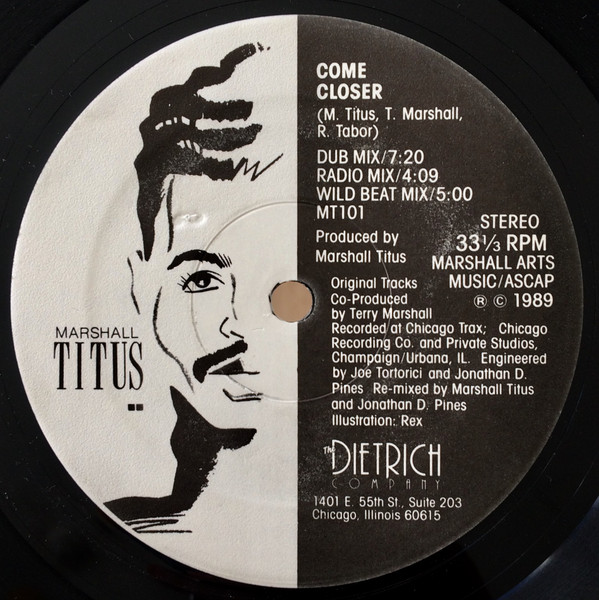 COME
CLOSER
(M. Titus, T. Marshall,
R. Tabor)
DUB MIX/7:20
RADIO MIX/4:09
WILD BEAT MIX/5:00
MT101
STEREO
33 1/3 RPM
MARSHALL ARTS
MUSIC/ASCAP
Ⓡ © 1989
Produced by
Marshall Titus
Original Tracks
Co-Produced
by Terry Marshall
Recorded at Chicago Trax; Chicago
Recording Co. and Private Studios,
Champaign/Urbana, IL. Engineered
by Joe Tortorici and Jonathan D.
Pines Re-mixed by Marshall Titus
and Jonathan D. Pines
Illustration: Rex
MARSHALL
TITUS
The DIETRICH
COMPANY
1401 E. 55th St., Suite 203
Chicago, Illinois 60615